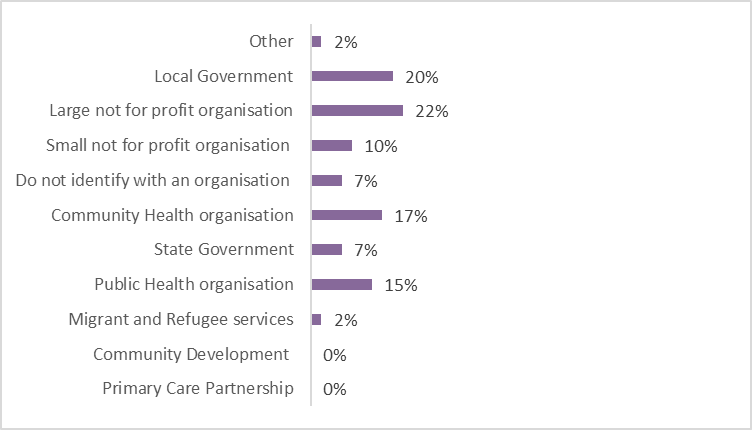 Other 2%
Local Government 20%
Large not for profit organisation 22%
Small not for profit organisation 10%
Do not identify with an organisation 7%
Community Health organisation 17%
State Government 7%
Public Health organisation 15%
Migrant and Refugee services 2%
Community Development 0%
Primary Care Partnership 0%